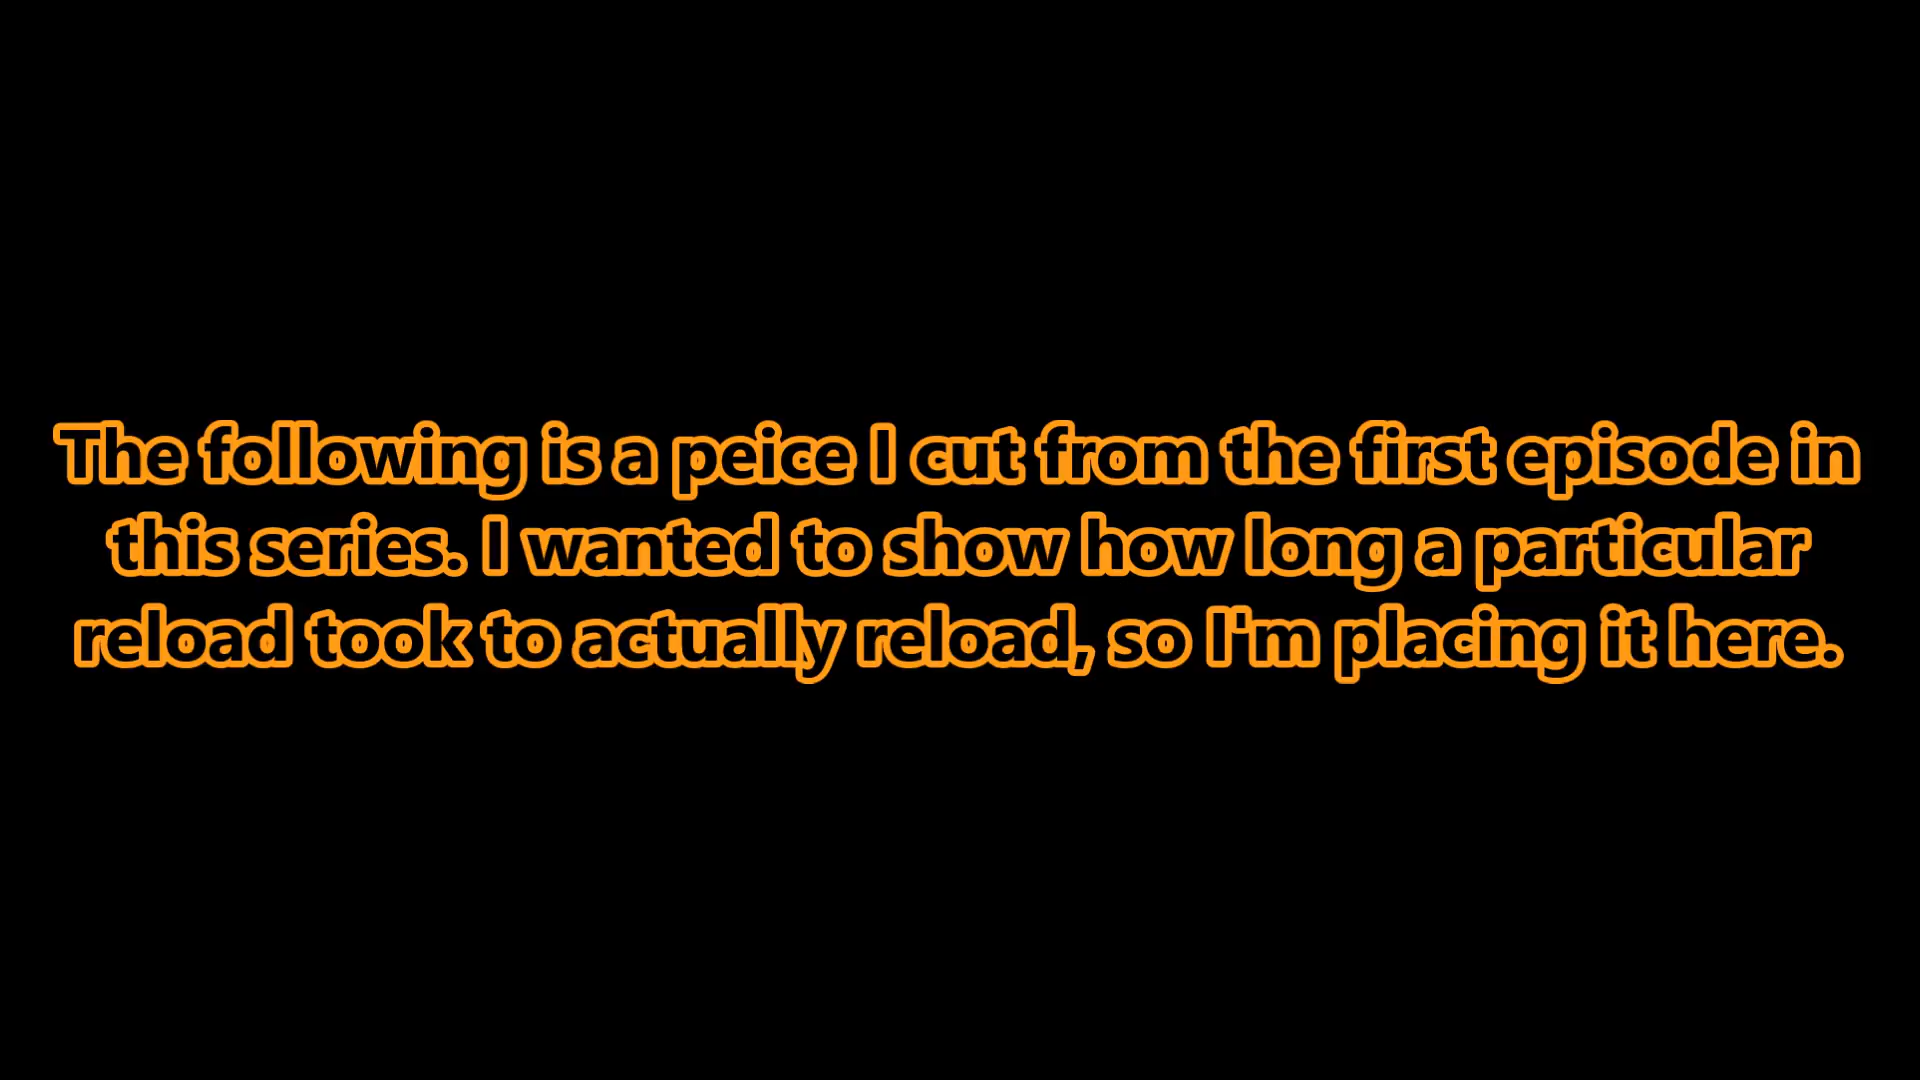 The following is a peice I cut from the first episode in
this series. I wanted to show how long a particular
reload took to actually reload, so I'm placing it here.